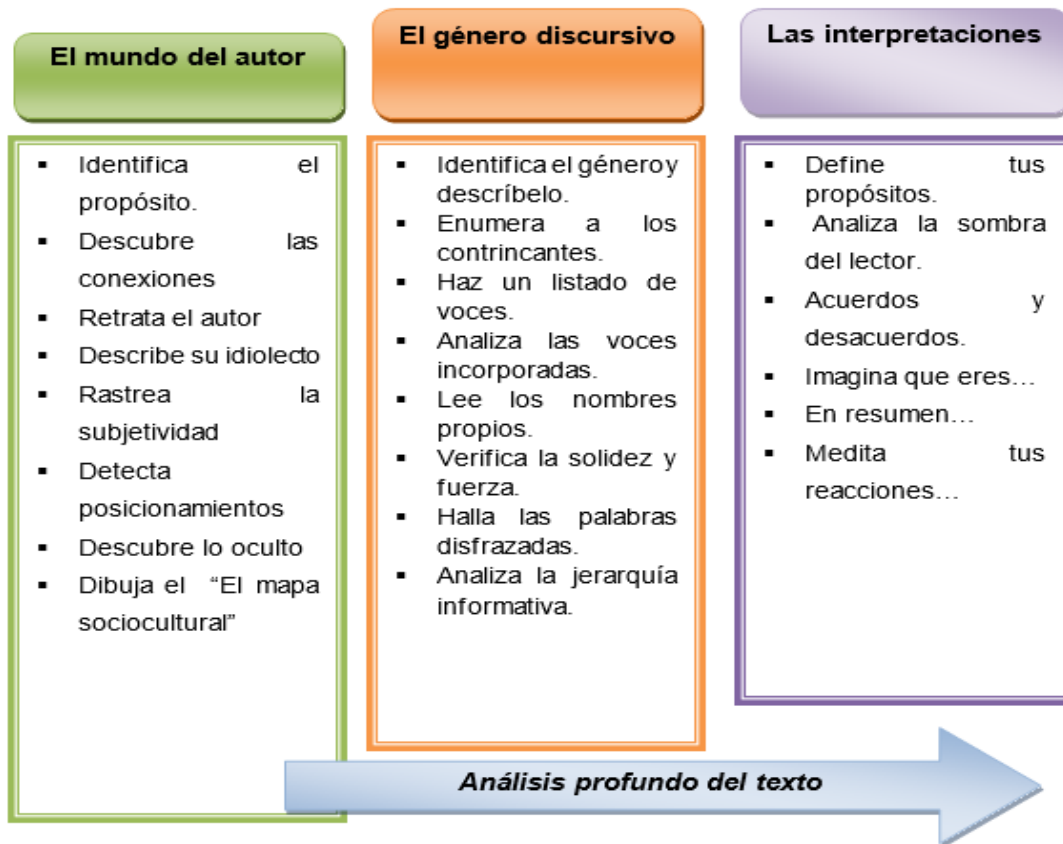 El mundo del autor
▪ Identifica el
propósito.
▪ Descubre las
conexiones
▪ Retrata el autor
▪ Describe su idiolecto
▪ Rastrea la
subjetividad
▪ Detecta
posicionamientos
▪ Descubre lo oculto
▪ Dibuja el “El mapa
sociocultural”
El género discursivo
▪ Identifica el género y
descríbelo.
▪ Enumera a los
contrincantes.
▪ Haz un listado de
voces.
▪ Analiza las voces
incorporadas.
▪ Lee los nombres
propios.
▪ Verifica la solidez y
fuerza.
▪ Halla las palabras
disfrazadas.
▪ Analiza la jerarquía
informativa.
Las interpretaciones
▪ Define tus
propósitos.
▪ Analiza la sombra
del lector.
▪ Acuerdos y
desacuerdos.
▪ Imagina que eres…
▪ En resumen…
▪ Medita tus
reacciones…
Análisis profundo del texto